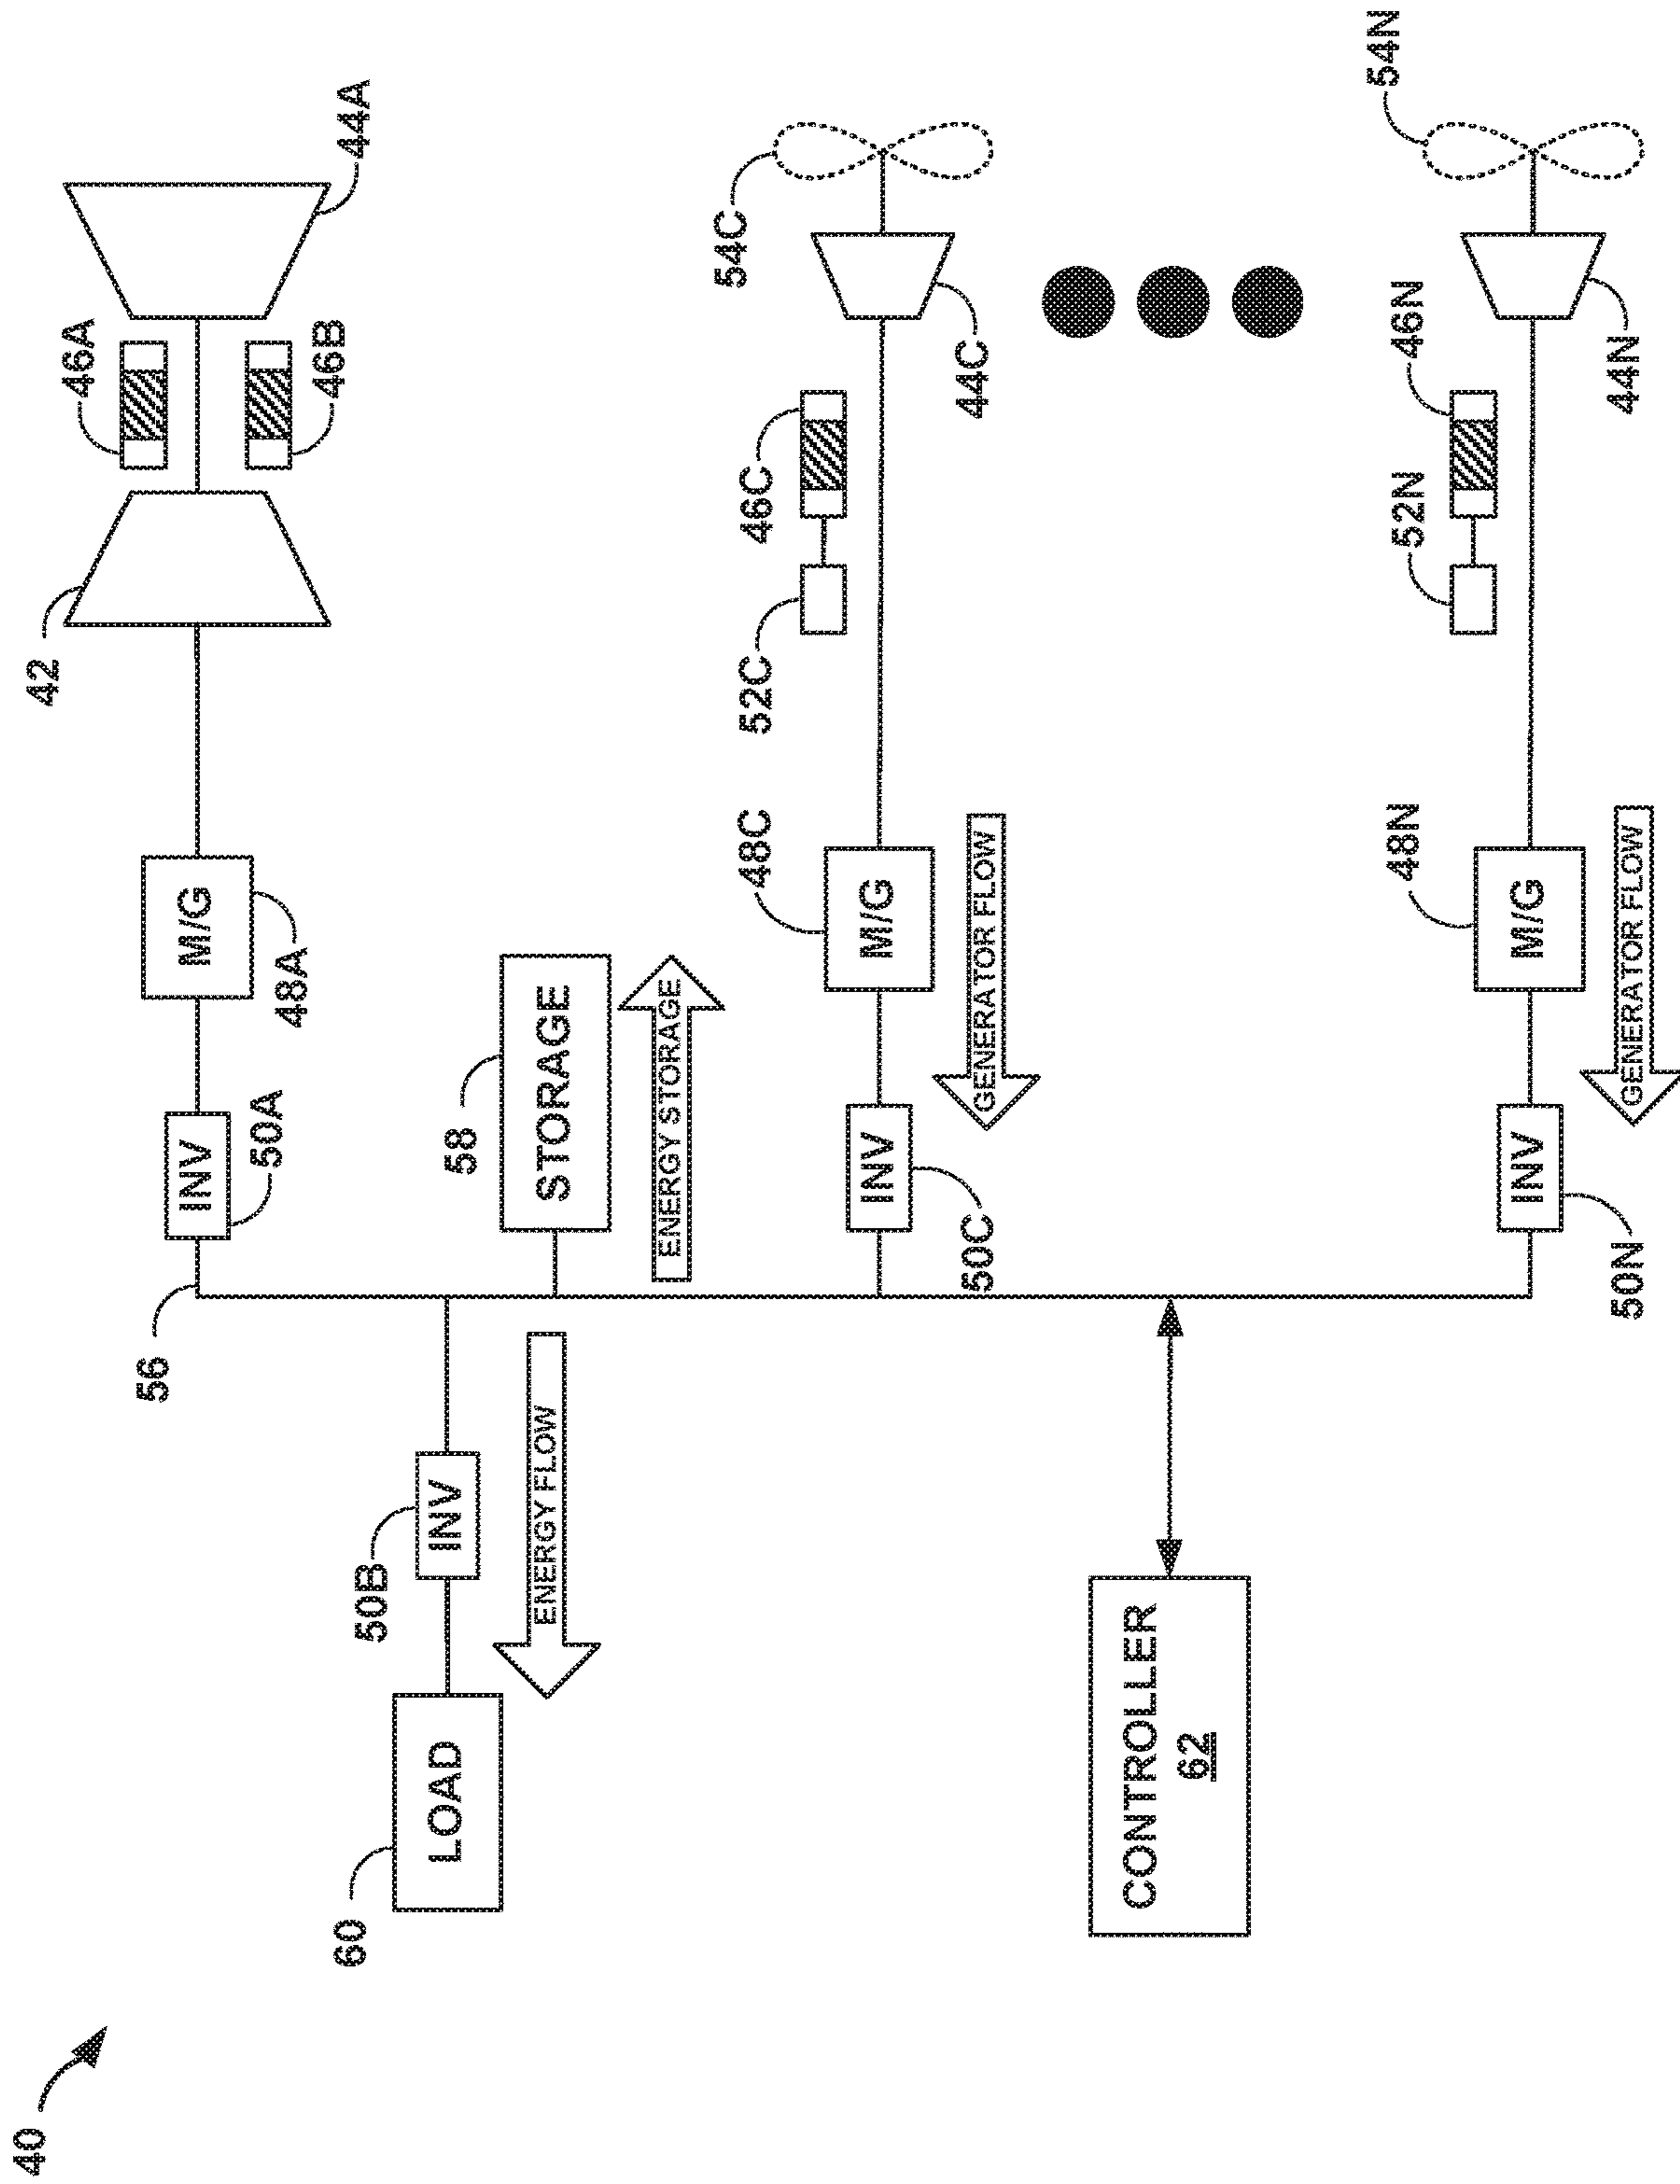 40
60
LOAD
50B
INV
ENERGY FLOW
56
INV
50A
M/G
48A
42
46A
46B
44A
58
STORAGE
ENERGY STORAGE
CONTROLLER
62
INV
50C
M/G
48C
GENERATOR FLOW
52C
46C
44C
54C
INV
50N
M/G
48N
GENERATOR FLOW
52N
46N
44N
54N